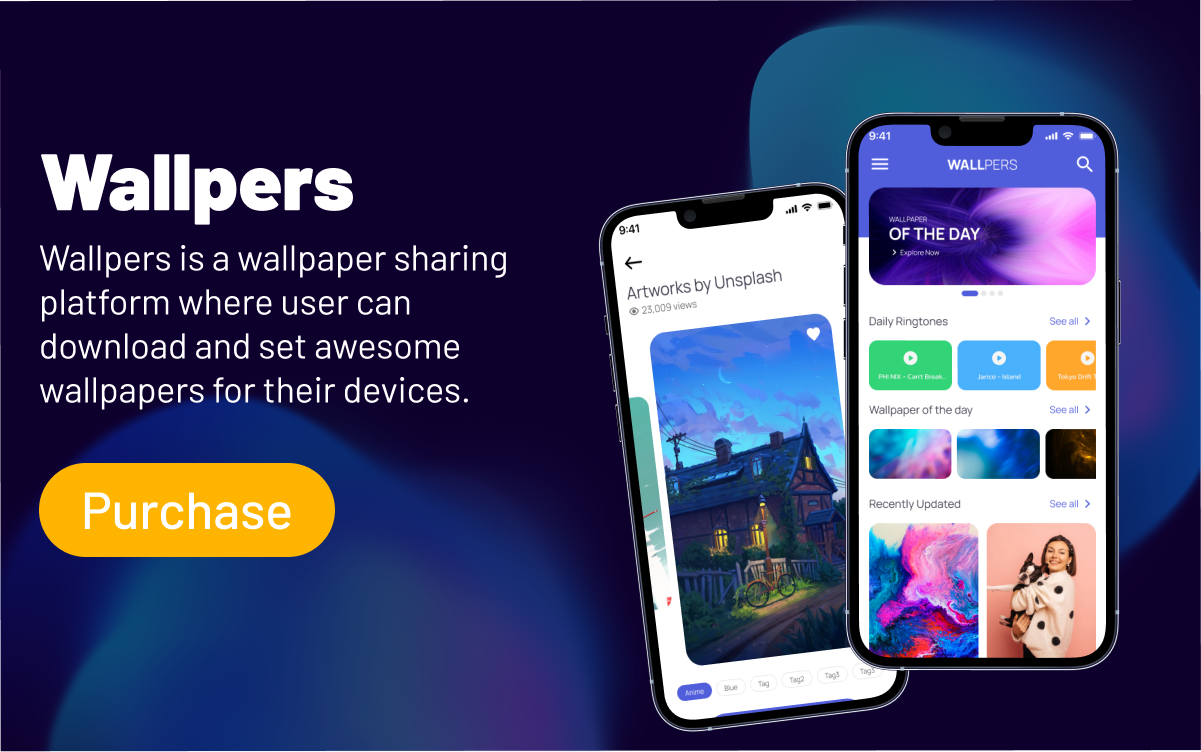 Wallpers
Wallpers is a wallpaper sharing
platform where user can
download and set awesome
wallpapers for their devices.
Purchase
9:41
Artworks by Unsplash
23,009 views
Anime
Blue
Tag
Tag2
Tag3
Tag3
9:41
WALLPERS
WALLPAPER
OF THE DAY
Explore Now
Daily Ringtones
See all
PHI NIX - Can't Break..
Jarico - Island
Tokyo Drift
Wallpaper of the day
See all
Recently Updated
See all